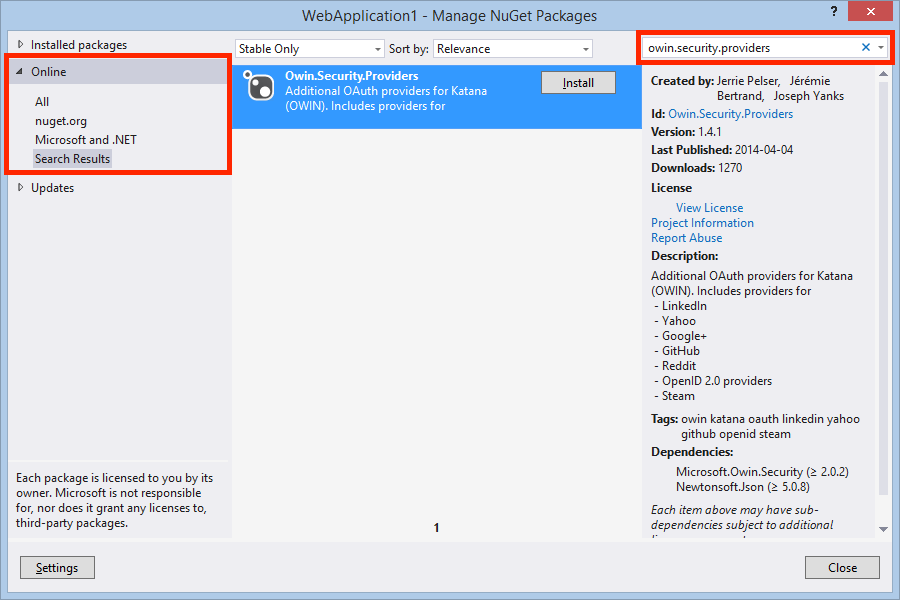 WebApplication1 - Manage NuGet Packages
?
Installed packages
Online
All
nuget.org
Microsoft and .NET
Search Results
Updates
Each package is licensed to you by its
owner. Microsoft is not responsible
for, nor does it grant any licenses to,
third-party packages.
Settings
Stable Only
Sort by: Relevance
Owin.Security.Providers
Additional OAuth providers for Katana
(OWIN). Includes providers for
Install
1
owin.security.providers
Created by: Jerrie Pelser, Jérémie
Bertrand, Joseph Yanks
Id: Owin.Security.Providers
Version: 1.4.1
Last Published: 2014-04-04
Downloads: 1270
License
View License
Project Information
Report Abuse
Description:
Additional OAuth providers for Katana
(OWIN). Includes providers for
- LinkedIn
- Yahoo
- Google+
- GitHub
- Reddit
- OpenID 2.0 providers
- Steam
Tags: owin katana oauth linkedin yahoo
github openid steam
Dependencies:
Microsoft.Owin.Security (≥ 2.0.2)
Newtonsoft.Json (≥ 5.0.8)
Each item above may have sub-
dependencies subject to additional
Close